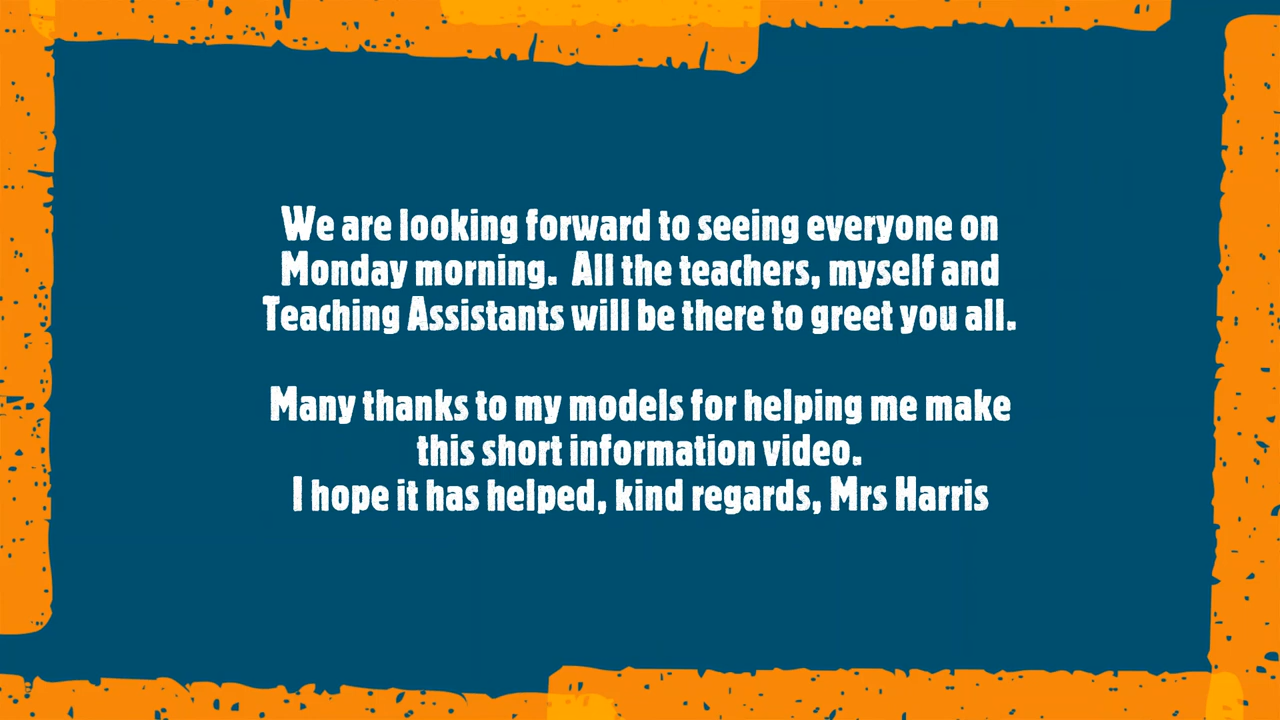 We are looking forward to seeing everyone on
Monday morning.  All the teachers, myself and
Teaching Assistants will be there to greet you all.
Many thanks to my models for helping me make
this short information video.
I hope it has helped, kind regards, Mrs Harris